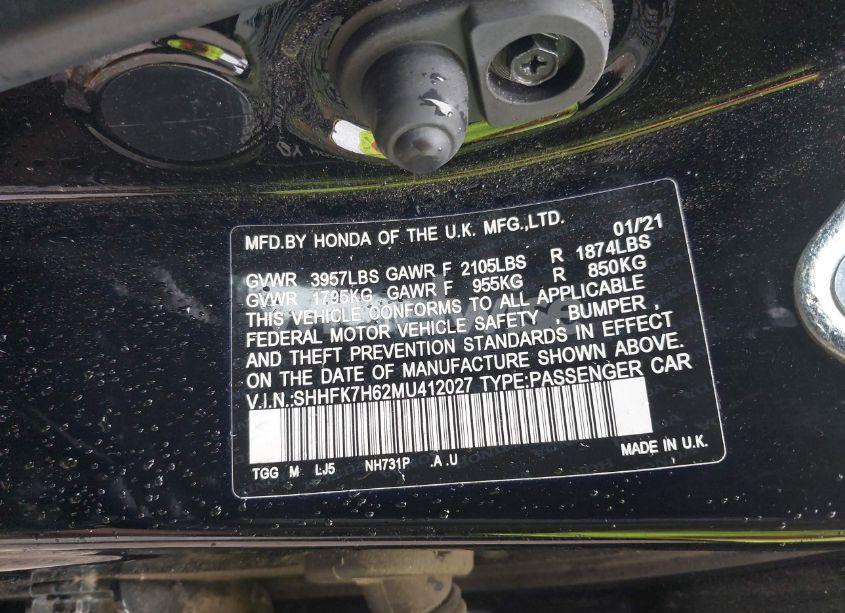 MFD.BY HONDA OF THE U.K. MFG.,LTD. 01/'21
GVWR 3957LBS GAWR F 2105LBS R 1874LBS
GVWR 1795KG GAWR F 955KG R 850KG
THIS VEHICLE CONFORMS TO ALL APPLICABLE
FEDERAL MOTOR VEHICLE SAFETY BUMPER,
AND THEFT PREVENTION STANDARDS IN EFFECT
ON THE DATE OF MANUFACTURE SHOWN ABOVE.
V.I.N.:SHHFK7H62MU412027 TYPE:PASSENGER CAR
MADE IN U.K.
TGG M LJ5 NH731P .A .U